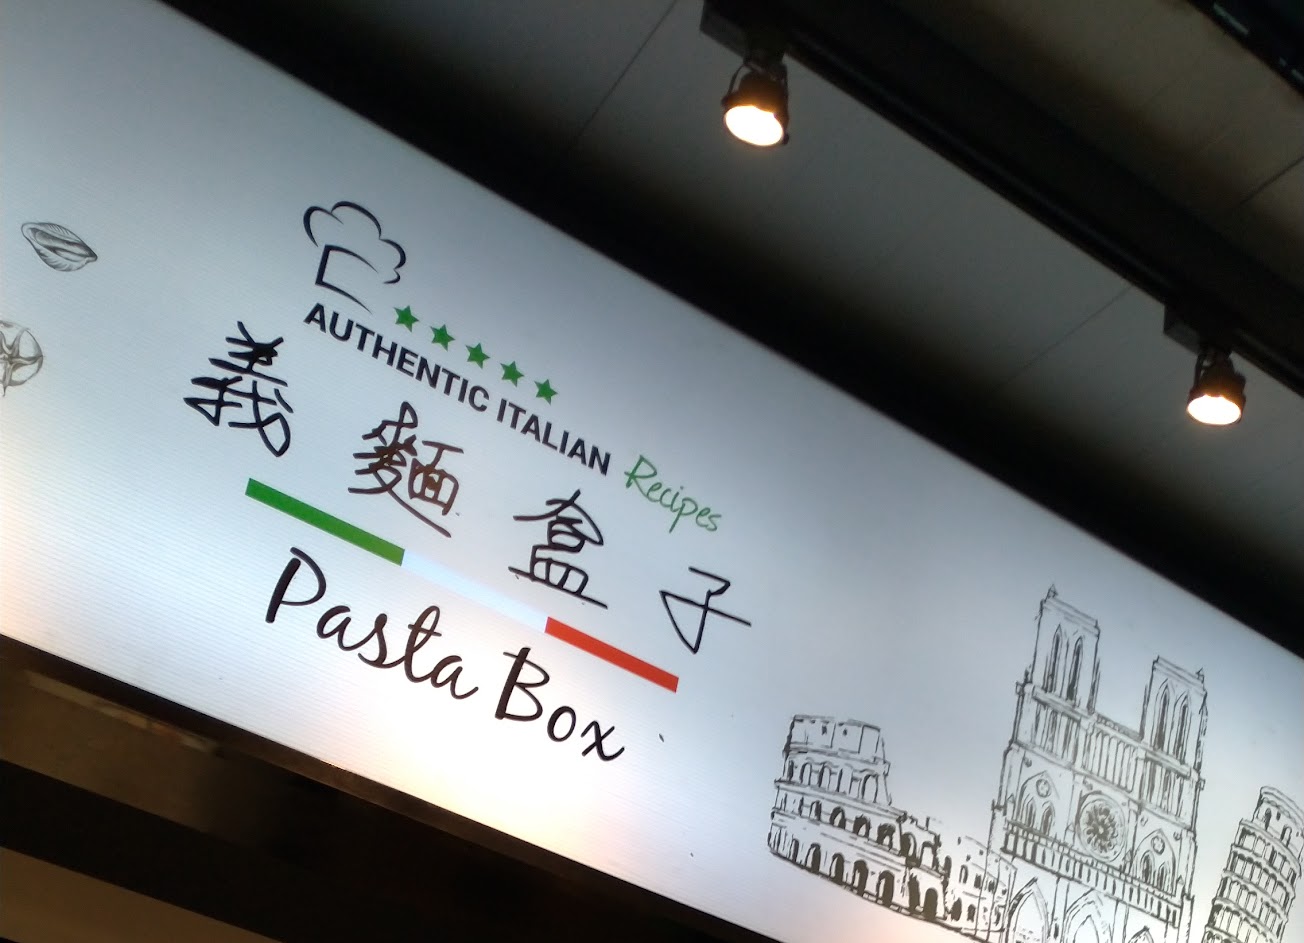 AUTHENTIC ITALIAN Recipes
義麵盒子
Pasta Box